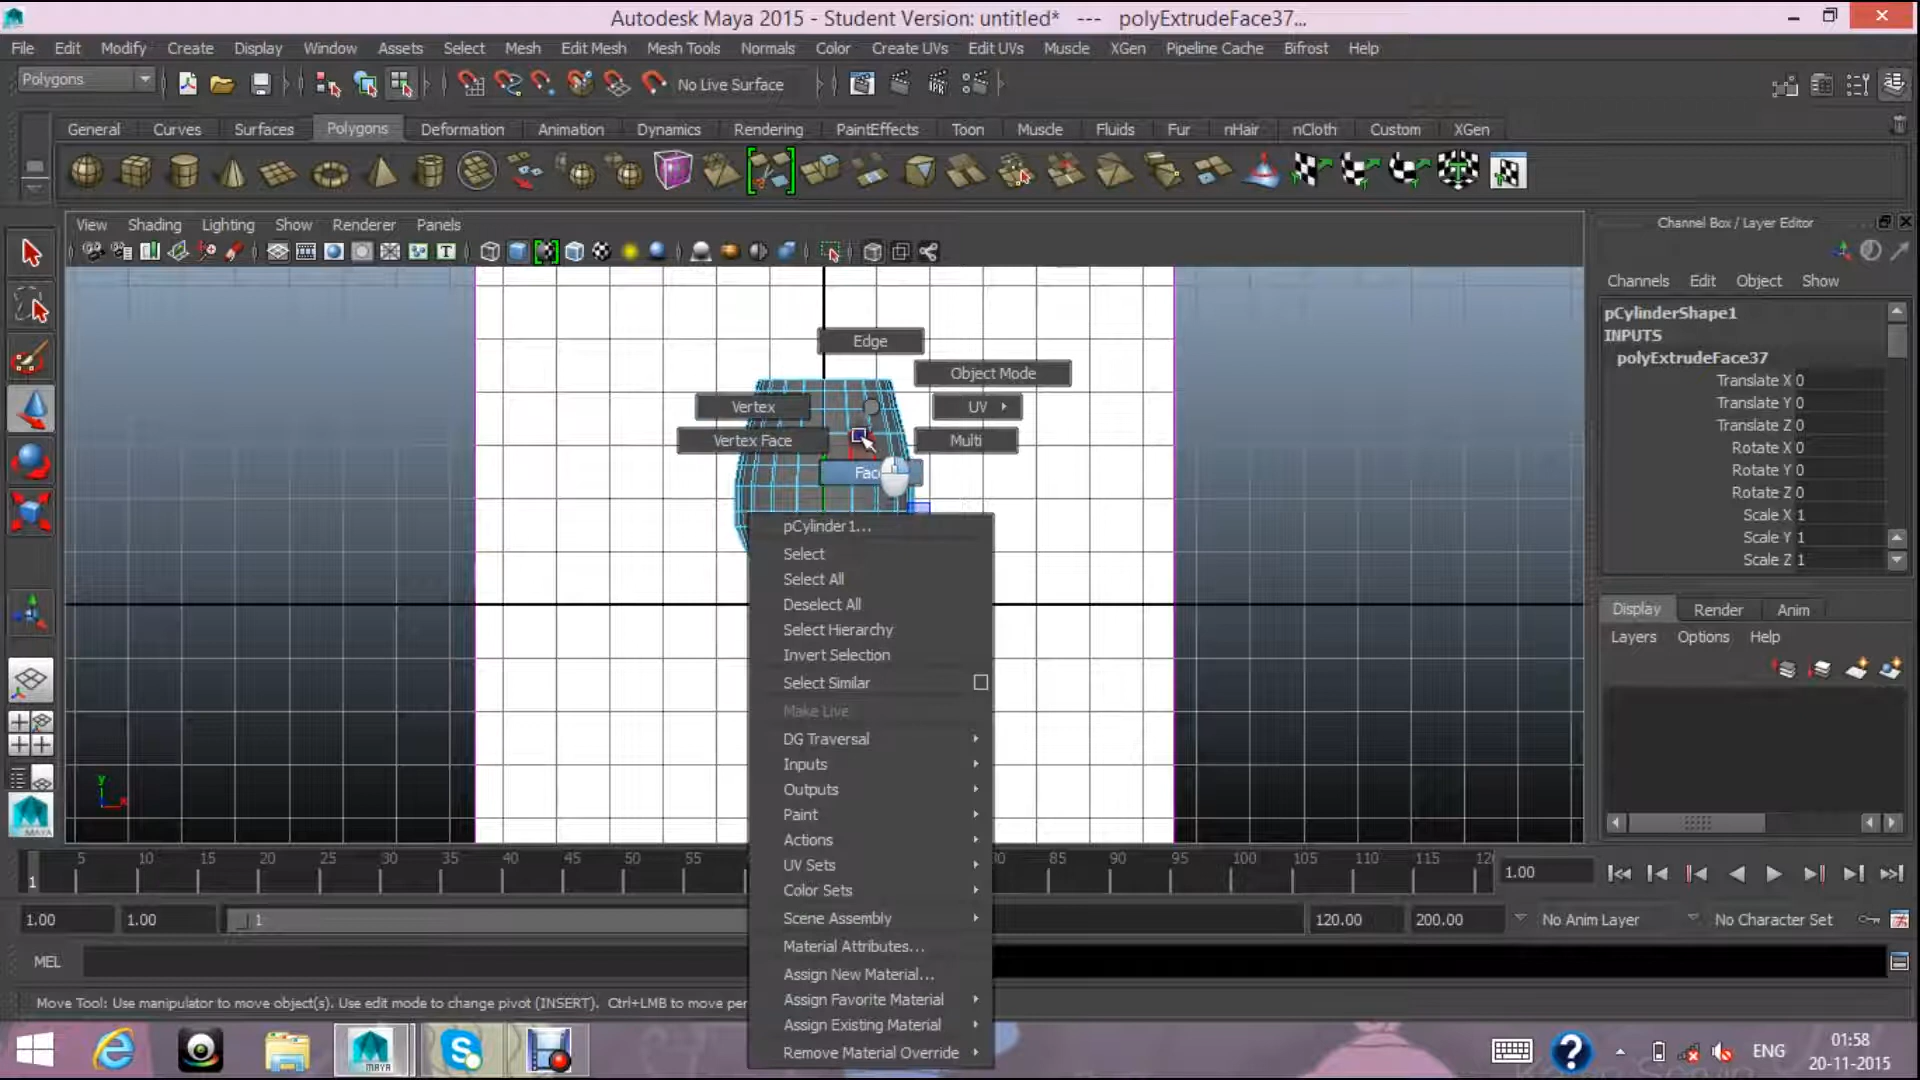 Autodesk Maya 2015 - Student Version: untitled*   ---   polyExtrudeFace37...
File Edit Modify Create Display Window Assets Select Mesh Edit Mesh Mesh Tools Normals Color Create UVs Edit UVs Muscle XGen Pipeline Cache Bifrost Help
Polygons
No Live Surface
General Curves Surfaces Polygons Deformation Animation Dynamics Rendering PaintEffects Toon Muscle Fluids Fur nHair nCloth Custom XGen
View Shading Lighting Show Renderer Panels
Channel Box / Layer Editor
Channels Edit Object Show
pCylinderShape1
INPUTS
polyExtrudeFace37
Translate X 0
Translate Y 0
Translate Z 0
Rotate X 0
Rotate Y 0
Rotate Z 0
Scale X 1
Scale Y 1
Scale Z 1
Edge
Object Mode
Vertex
UV
Vertex Face
Multi
Face
pCylinder1...
Select
Select All
Deselect All
Select Hierarchy
Invert Selection
Select Similar
Make Live
DG Traversal
Inputs
Outputs
Paint
Actions
UV Sets
Color Sets
Scene Assembly
Material Attributes...
Assign New Material...
Assign Favorite Material
Assign Existing Material
Remove Material Override
Display Render Anim
Layers Options Help
y
x
MAYA
5 10 15 20 25 30 35 40 45 50 55 85 90 95 100 105 110 115
1
1.00
1.00 1.00 1 120.00 200.00 No Anim Layer No Character Set
MEL
Move Tool: Use manipulator to move object(s). Use edit mode to change pivot (INSERT). Ctrl+LMB to move per
MAYA
ENG
01:58
20-11-2015